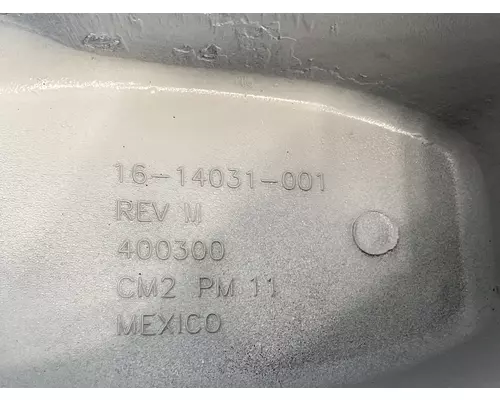 16-14031-001
REV M
400300
CM2 PM 11
MEXICO